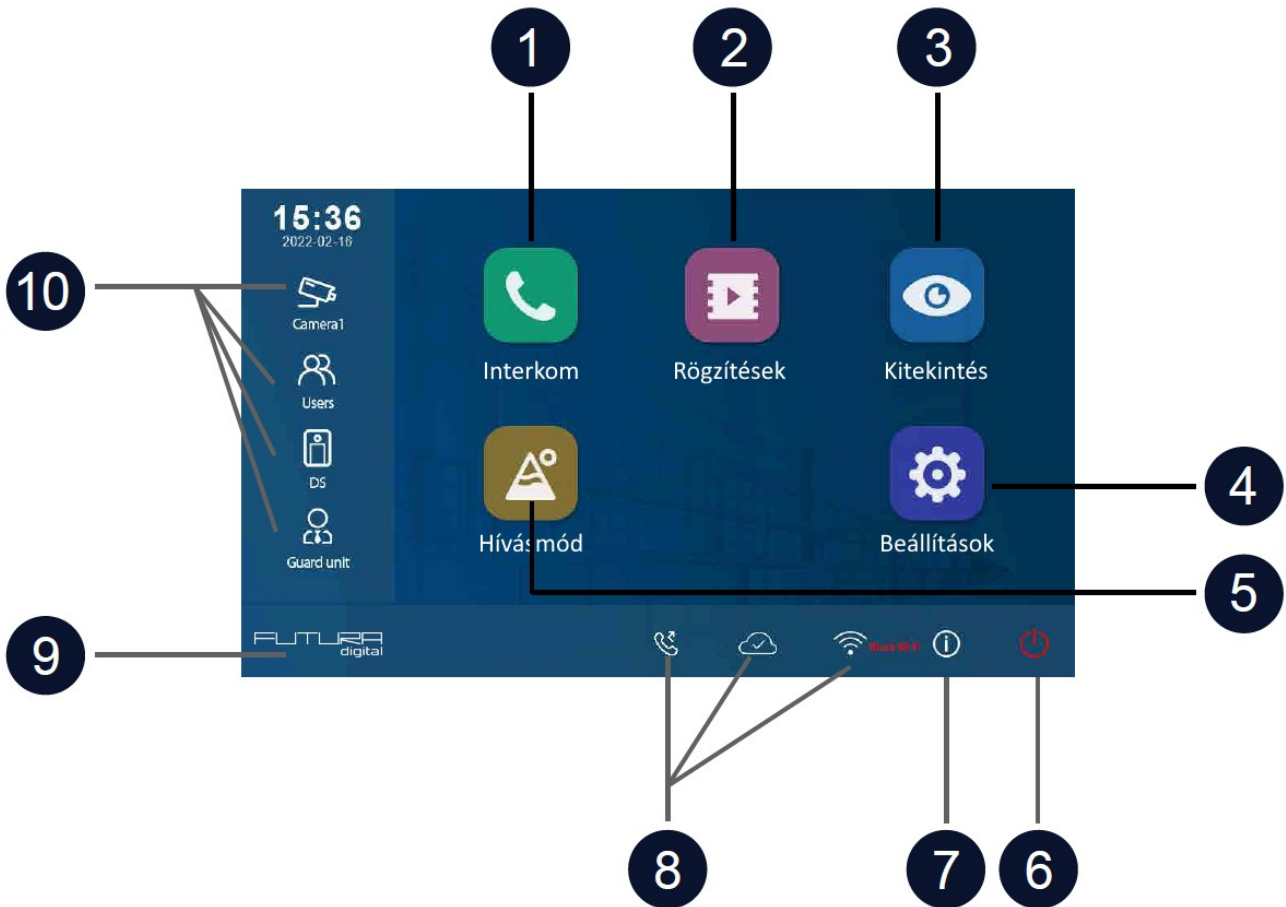 1
2
3
15:36
2022-02-16
10
Camera1
Interkom
Rögzítések
Kitekintés
Users
DS
4
Hívásmód
Beállítások
Guard unit
5
FUTURA
digital
9
8
7
6